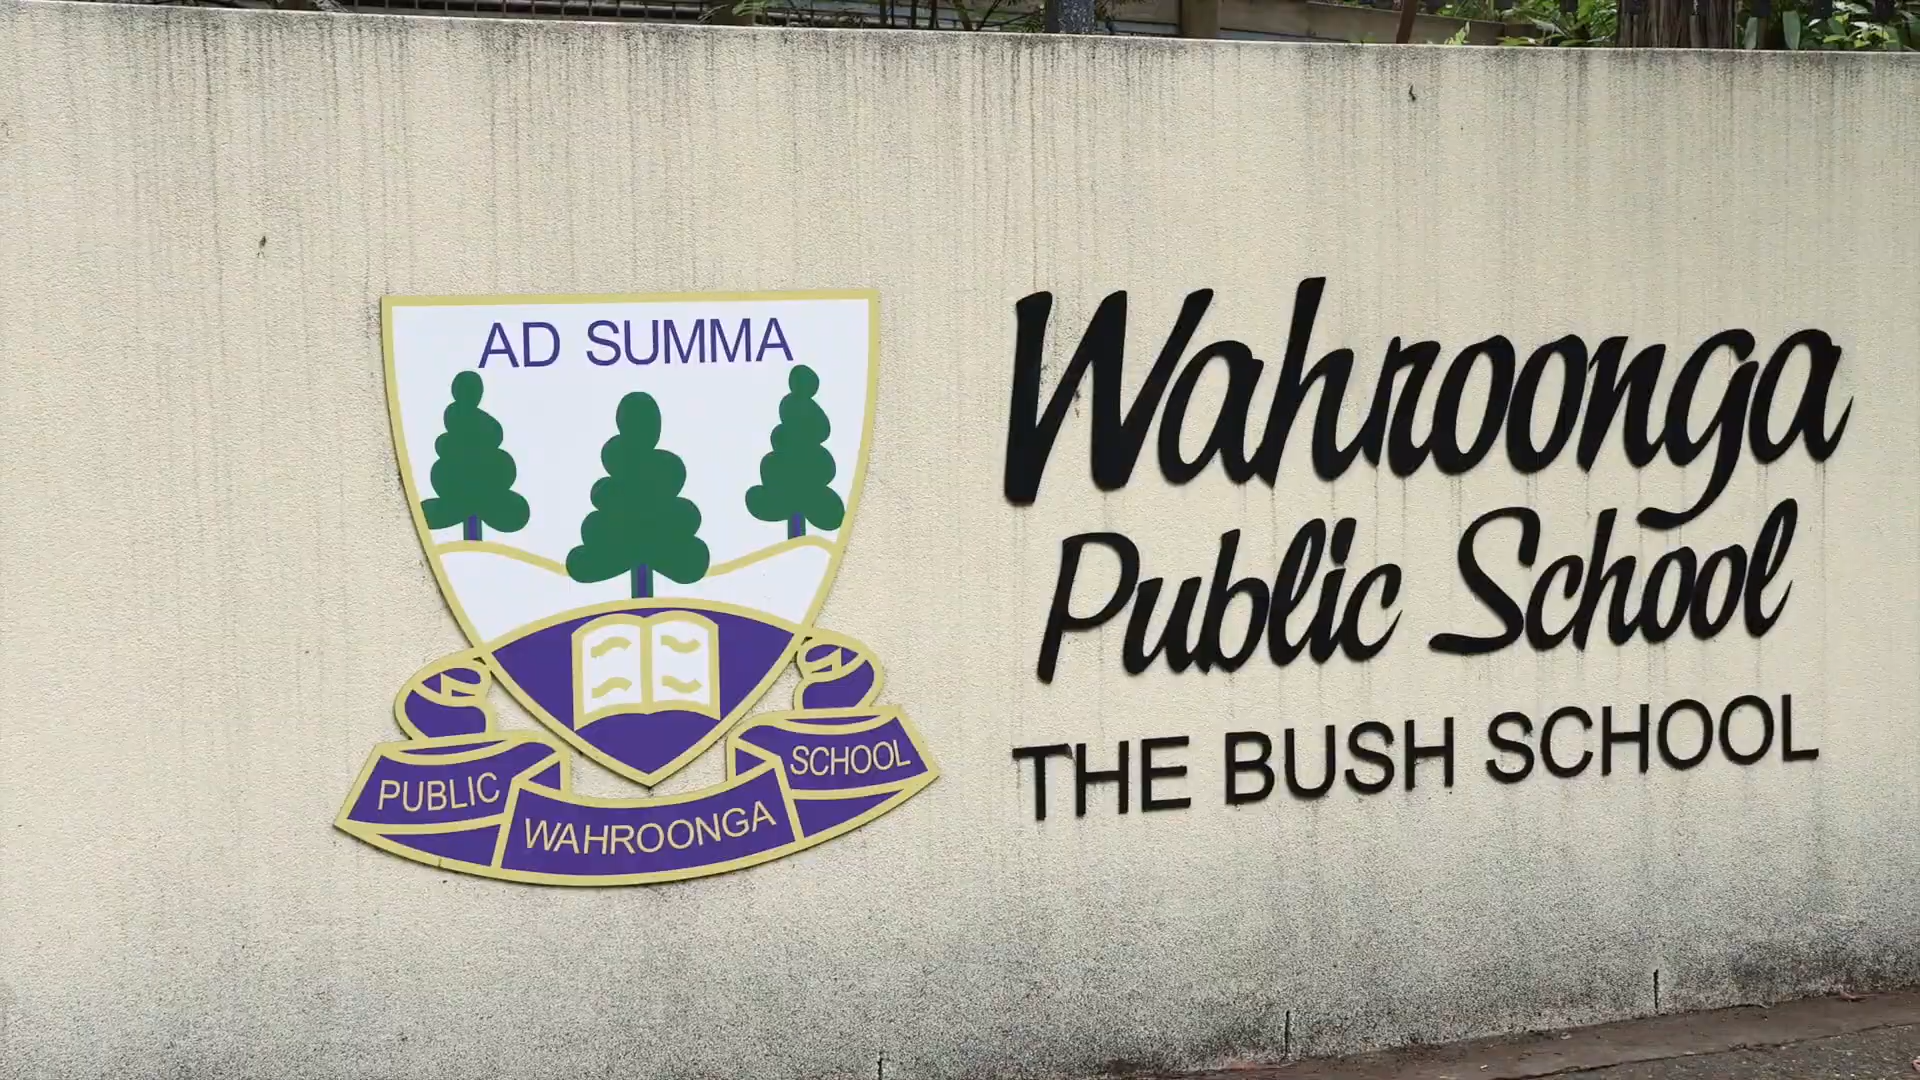 AD SUMMA
PUBLIC
WAHROONGA
SCHOOL
Wahroonga
Public School
THE BUSH SCHOOL